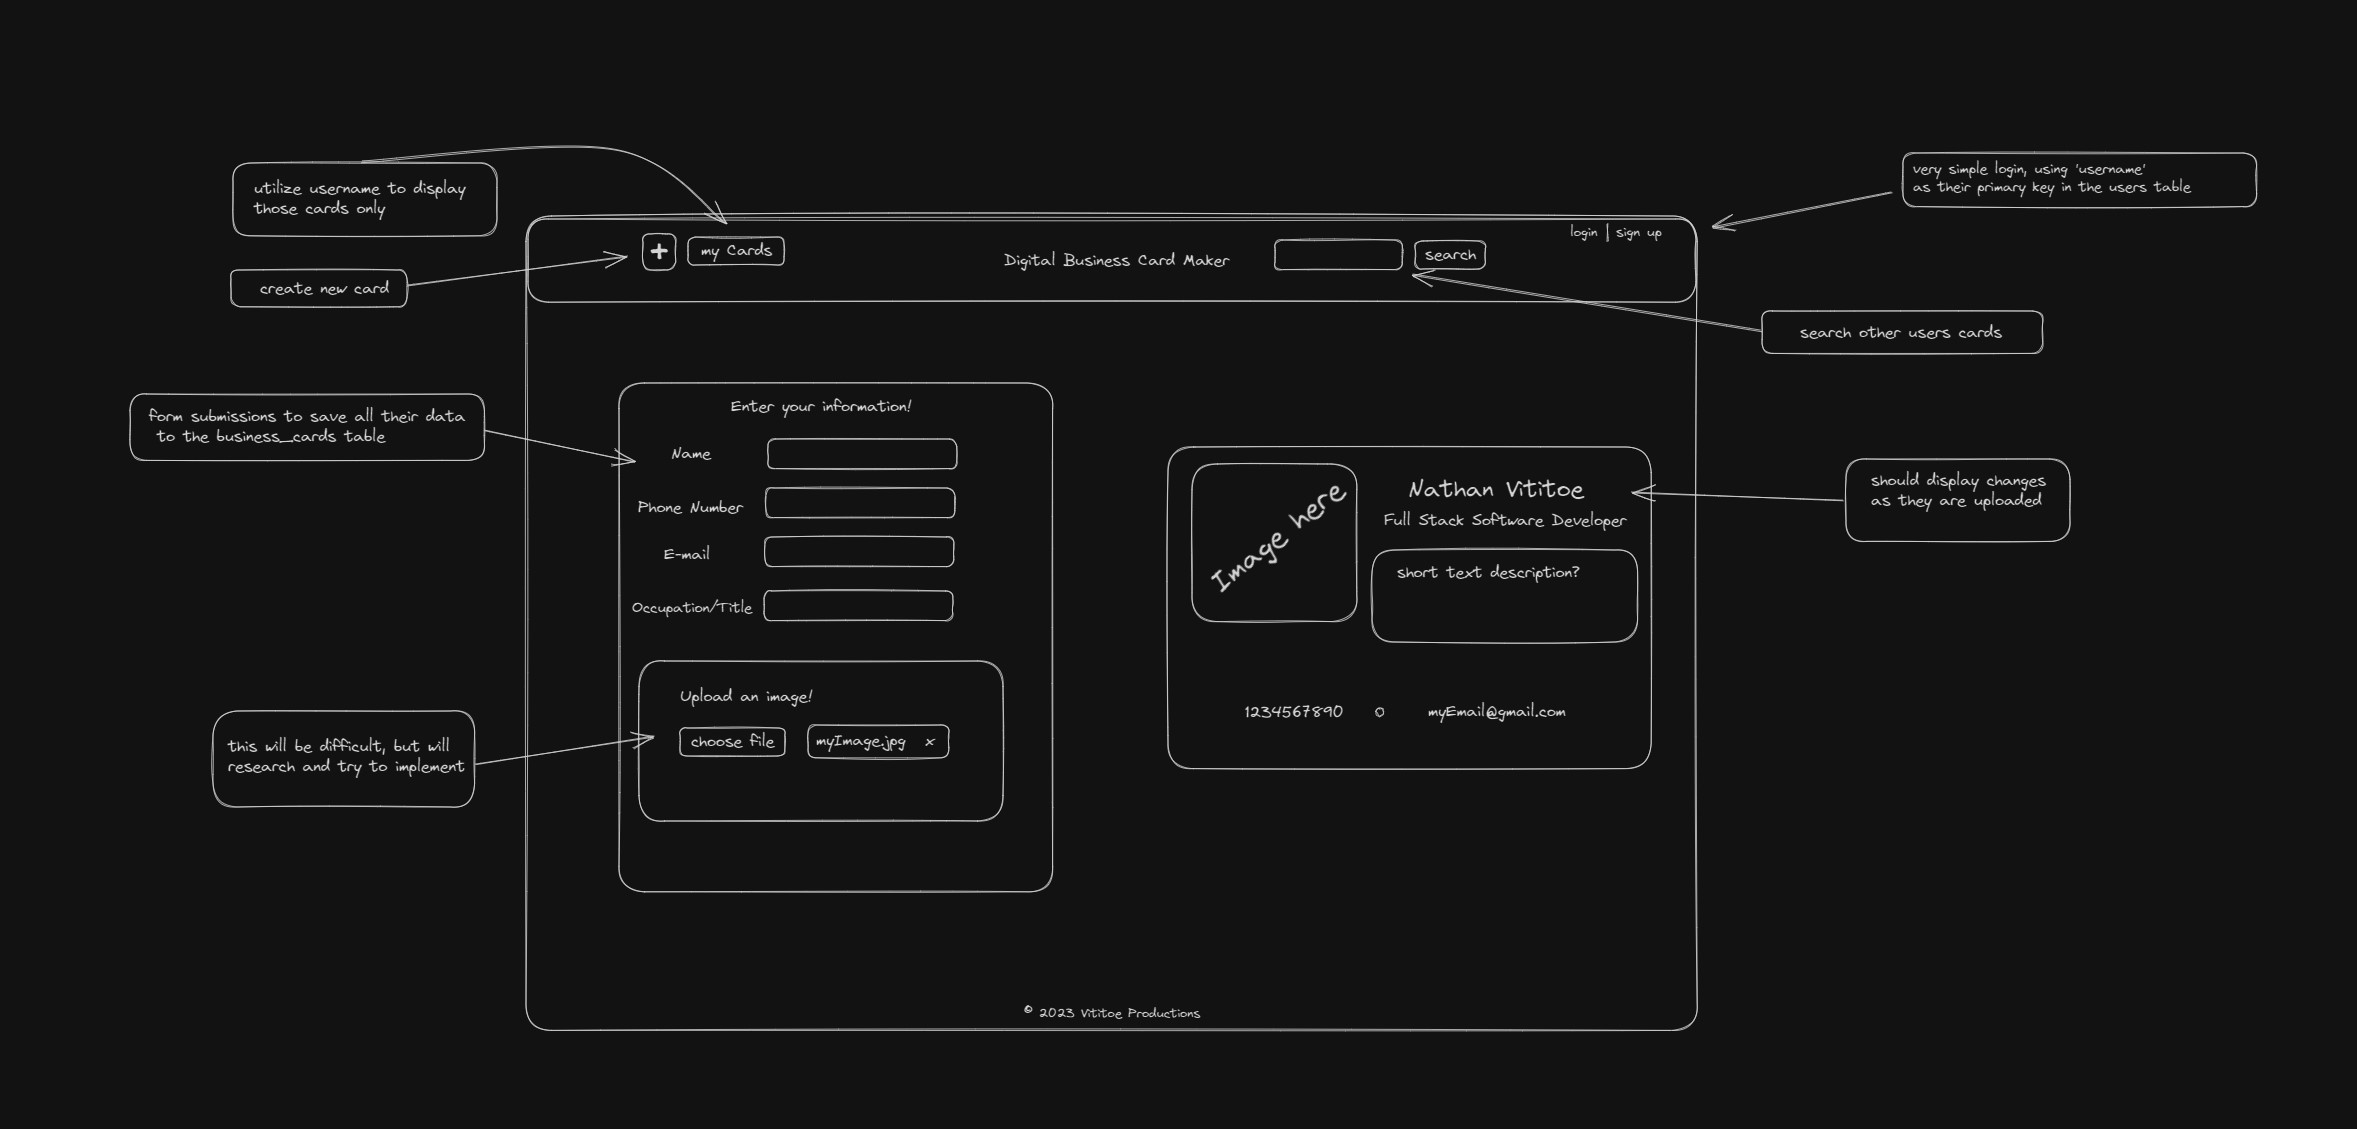 utilize username to display
those cards only
create new card
form submissions to save all their data
to the business_cards table
this will be difficult, but will
research and try to implement
very simple login, using 'username'
as their primary key in the users table
search other users cards
should display changes
as they are uploaded
+
my Cards
Digital Business Card Maker
search
login | sign up
Enter your information!
Name
Phone Number
E-mail
Occupation/Title
Upload an image!
choose file
myImage.jpg x
Image here
Nathan Vititoe
Full Stack Software Developer
short text description?
1234567890 o myEmail@gmail.com
© 2023 Vititoe Productions